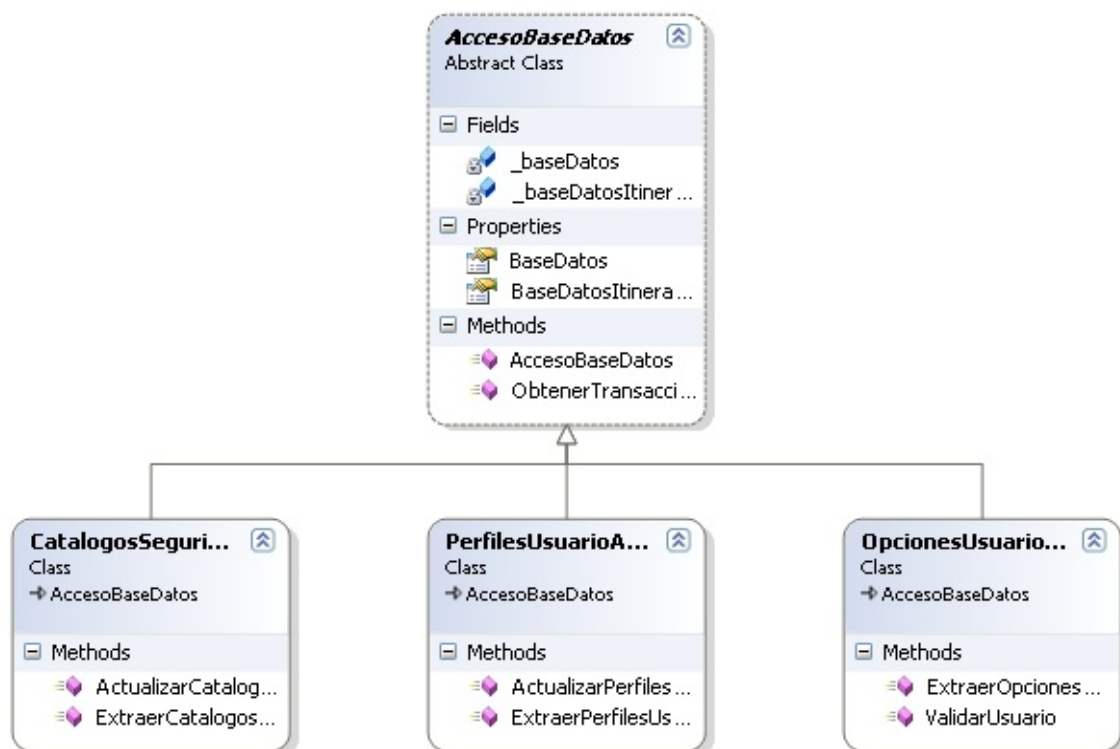 AccesoBaseDatos
Abstract Class
Fields
_baseDatos
_baseDatosItiner ...
Properties
BaseDatos
BaseDatosItinera ...
Methods
AccesoBaseDatos
ObtenerTransacci ...
CatalogosSeguri...
Class
AccesoBaseDatos
Methods
ActualizarCatalog...
ExtraerCatalogos...
PerfilesUsuarioA...
Class
AccesoBaseDatos
Methods
ActualizarPerfiles ...
ExtraerPerfilesUs ...
OpcionesUsuario...
Class
AccesoBaseDatos
Methods
ExtraerOpciones ...
ValidarUsuario